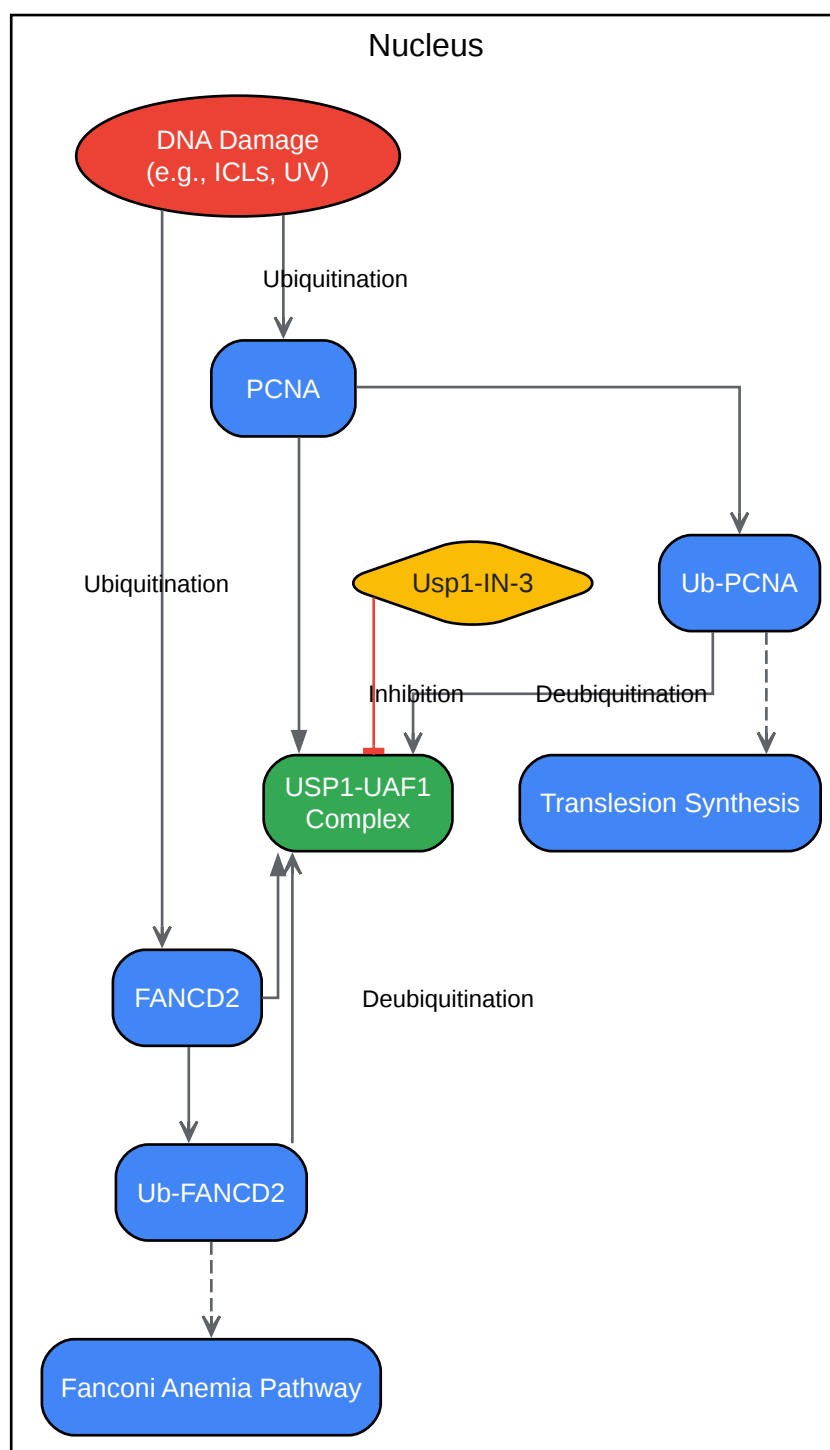 Nucleus
DNA Damage
(e.g., ICLs, UV)
Ubiquitination
PCNA
Ubiquitination
Usp1-IN-3
Ub-PCNA
Inhibition
Deubiquitination
USP1-UAF1
Complex
Translesion Synthesis
FANCD2
Deubiquitination
Ub-FANCD2
Fanconi Anemia Pathway